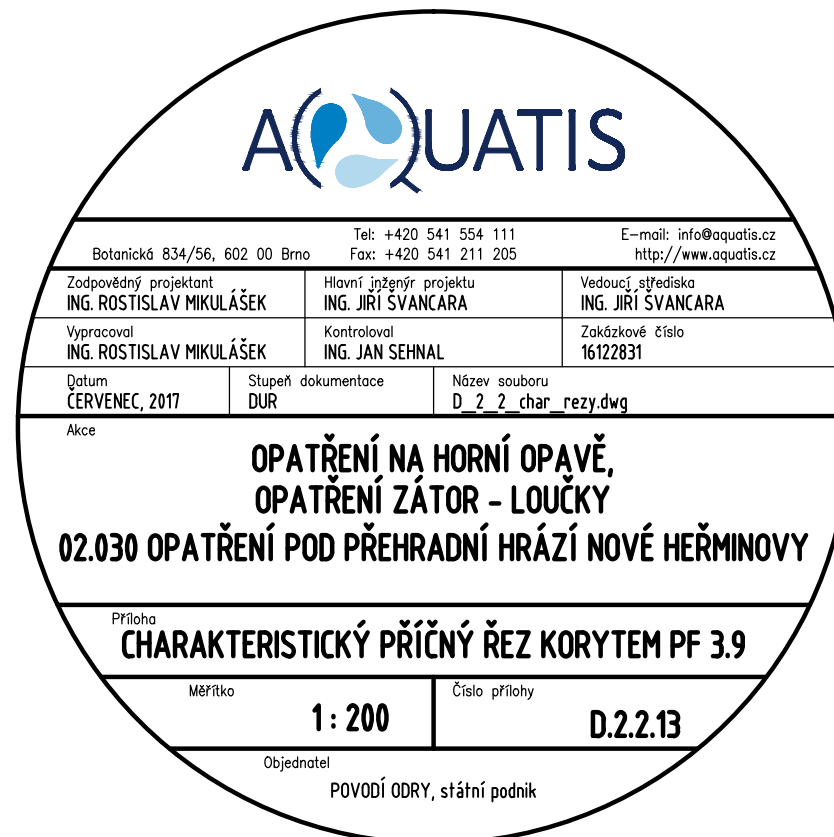 AQUATIS
Tel: +420 541 554 111 E-mail: info@aquatis.cz
Botanická 834/56, 602 00 Brno Fax: +420 541 211 205 http://www.aquatis.cz
Zodpovědný projektant Hlavní inženýr projektu Vedoucí střediska
ING. ROSTISLAV MIKULÁŠEK ING. JIŘÍ ŠVANCARA ING. JIŘÍ ŠVANCARA
Vypracoval Kontroloval Zakázkové číslo
ING. ROSTISLAV MIKULÁŠEK ING. JAN SEHNAL 16122831
Datum Stupeň dokumentace Název souboru
ČERVENEC, 2017 DUR D_2_2_char_rezy.dwg
Akce
OPATŘENÍ NA HORNÍ OPAVĚ,
OPATŘENÍ ZÁTOR - LOUČKY
02.030 OPATŘENÍ POD PŘEHRADNÍ HRÁZÍ NOVÉ HEŘMINOVY
Příloha
CHARAKTERISTICKÝ PŘÍČNÝ ŘEZ KORYTEM PF 3.9
Měřítko Číslo přílohy
1 : 200 D.2.2.13
Objednatel
POVODÍ ODRY, státní podnik